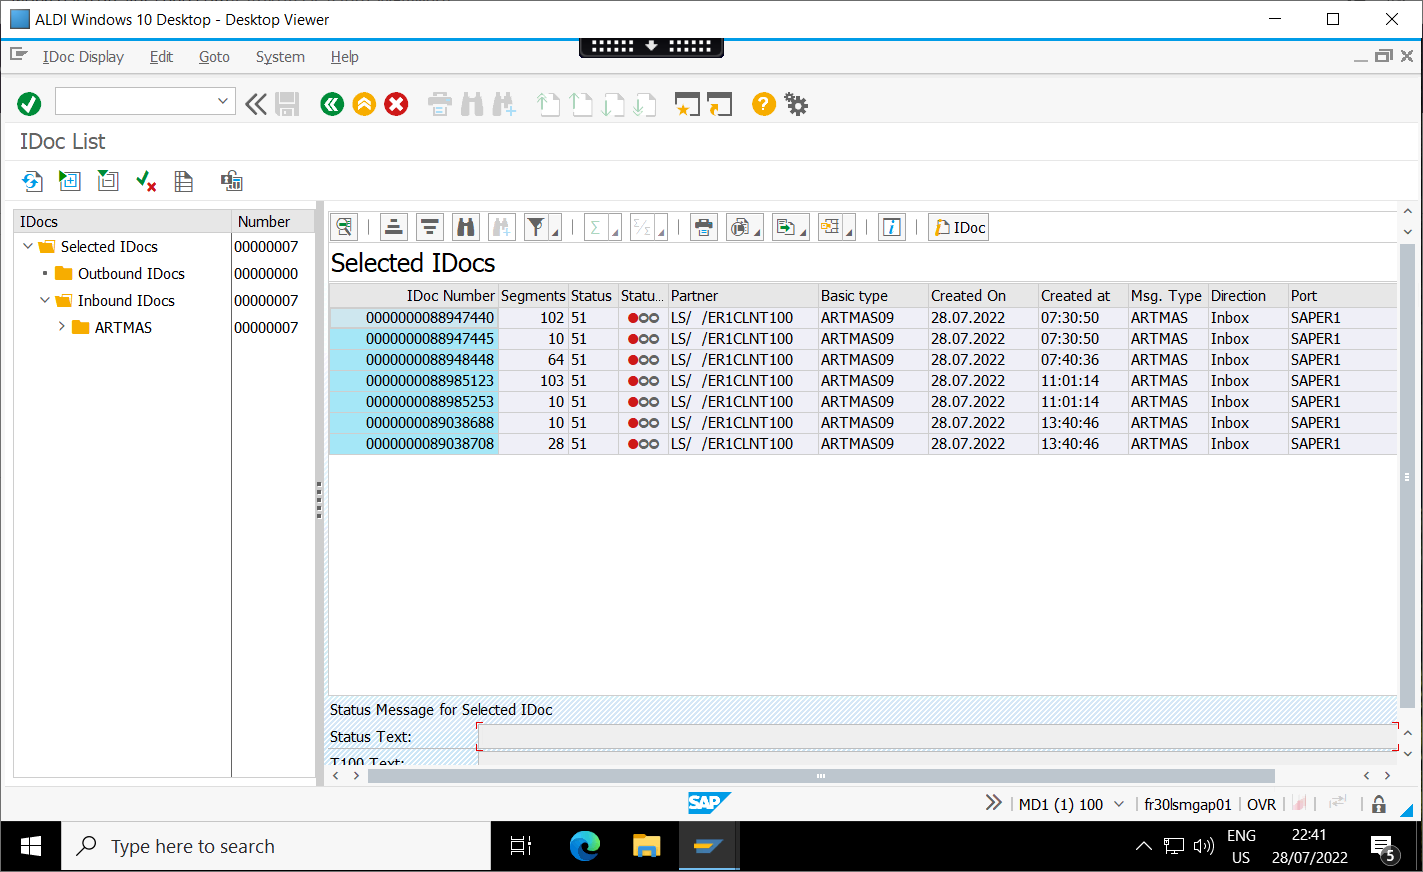 ALDI Windows 10 Desktop - Desktop Viewer
IDoc Display Edit Goto System Help
IDoc List
IDocs Number
Selected IDocs 00000007
Outbound IDocs 00000000
Inbound IDocs 00000007
ARTMAS 00000007
IDoc
Selected IDocs
IDoc Number Segments Status Statu... Partner Basic type Created On Created at Msg. Type Direction Port
0000000088947440 102 51 LS/ /ER1CLNT100 ARTMAS09 28.07.2022 07:30:50 ARTMAS Inbox SAPER1
0000000088947445 10 51 LS/ /ER1CLNT100 ARTMAS09 28.07.2022 07:30:50 ARTMAS Inbox SAPER1
0000000088948448 64 51 LS/ /ER1CLNT100 ARTMAS09 28.07.2022 07:40:36 ARTMAS Inbox SAPER1
0000000088985123 103 51 LS/ /ER1CLNT100 ARTMAS09 28.07.2022 11:01:14 ARTMAS Inbox SAPER1
0000000088985253 10 51 LS/ /ER1CLNT100 ARTMAS09 28.07.2022 11:01:14 ARTMAS Inbox SAPER1
0000000089038688 10 51 LS/ /ER1CLNT100 ARTMAS09 28.07.2022 13:40:46 ARTMAS Inbox SAPER1
0000000089038708 28 51 LS/ /ER1CLNT100 ARTMAS09 28.07.2022 13:40:46 ARTMAS Inbox SAPER1
Status Message for Selected IDoc
Status Text:
T100 Text:
SAP MD1 (1) 100 fr30lsmgap01 OVR
Type here to search
ENG 22:41
US 28/07/2022 5